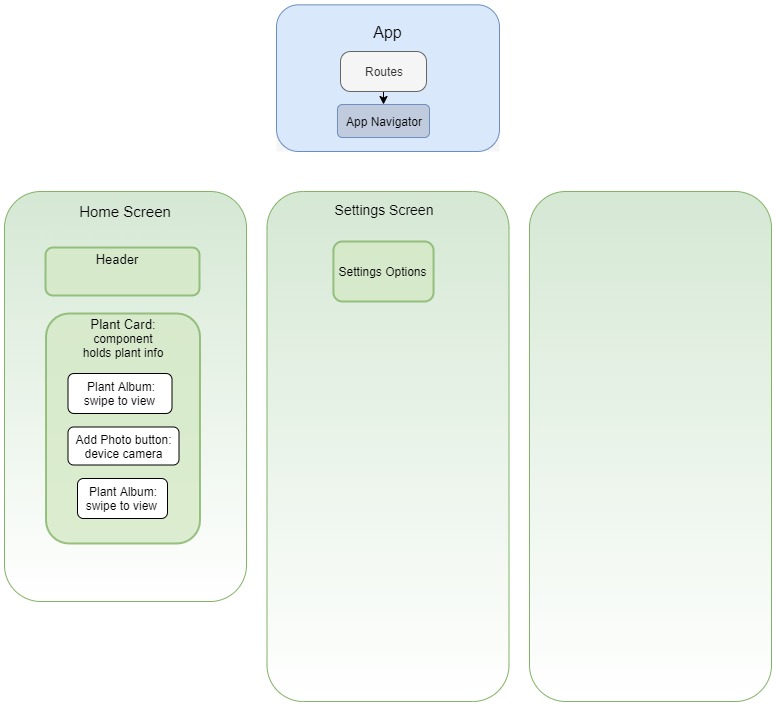 App
Routes
App Navigator
Home Screen
Header
Plant Card:
component
holds plant info
Plant Album:
swipe to view
Add Photo button:
device camera
Plant Album:
swipe to view
Settings Screen
Settings Options